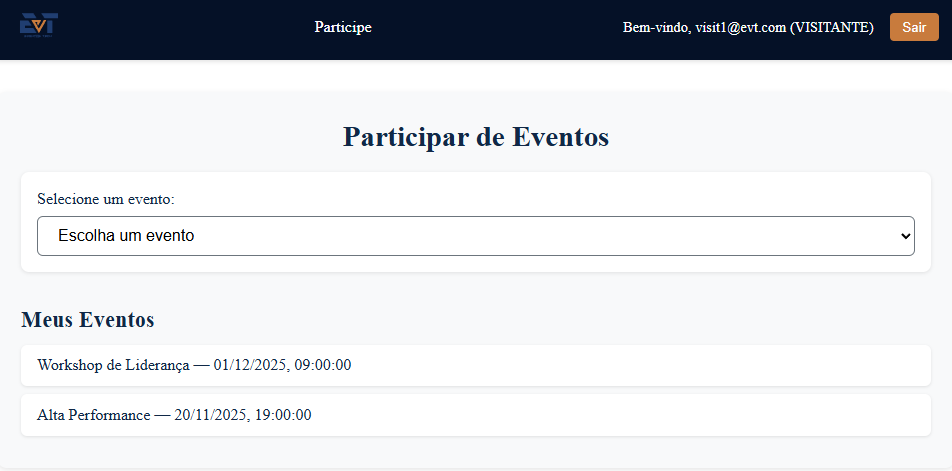 EVT
Participe
Bem-vindo, visit1@evt.com (VISITANTE)
Sair
Participar de Eventos
Selecione um evento:
Escolha um evento
Meus Eventos
Workshop de Liderança — 01/12/2025, 09:00:00
Alta Performance — 20/11/2025, 19:00:00